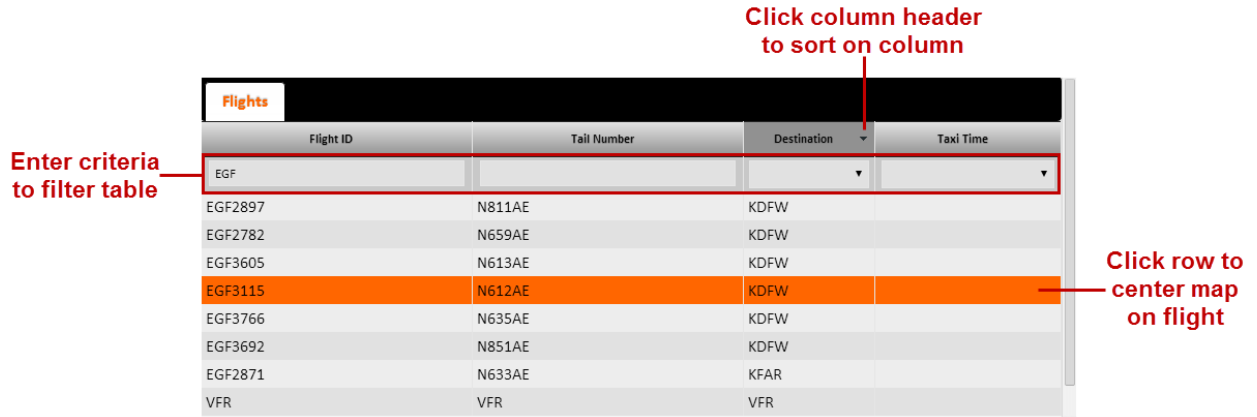 Click column header
to sort on column
Flights
Flight ID Tail Number Destination Taxi Time
Enter criteria
to filter table
EGF
EGF2897 N811AE KDFW
EGF2782 N659AE KDFW
EGF3605 N613AE KDFW
EGF3115 N612AE KDFW
Click row to
center map
on flight
EGF3766 N635AE KDFW
EGF3692 N851AE KDFW
EGF2871 N633AE KFAR
VFR VFR VFR